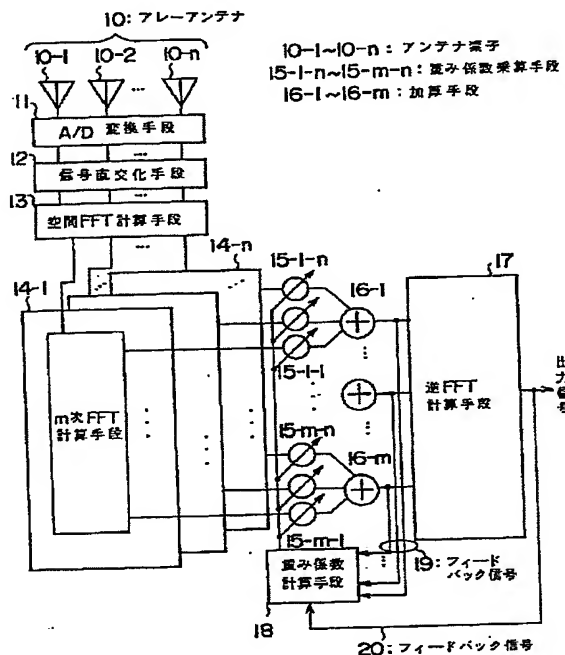 10: アレーアンテナ
10-1 10-2 10-n
10-1~10-n: アンテナ素子
15-1-n~15-m-n: 重み係数乗算手段
16-1~16-m: 加算手段
11
A/D 変換手段
12
信号直交化手段
13
空間FFT計算手段
14-n
15-1-n
16-1
17
14-1
15-1-1
m次FFT
計算手段
逆FFT
計算手段
出力信号
15-m-n
16-m
15-m-1
重み係数
計算手段
18
19: フィード
バック信号
20: フィードバック信号